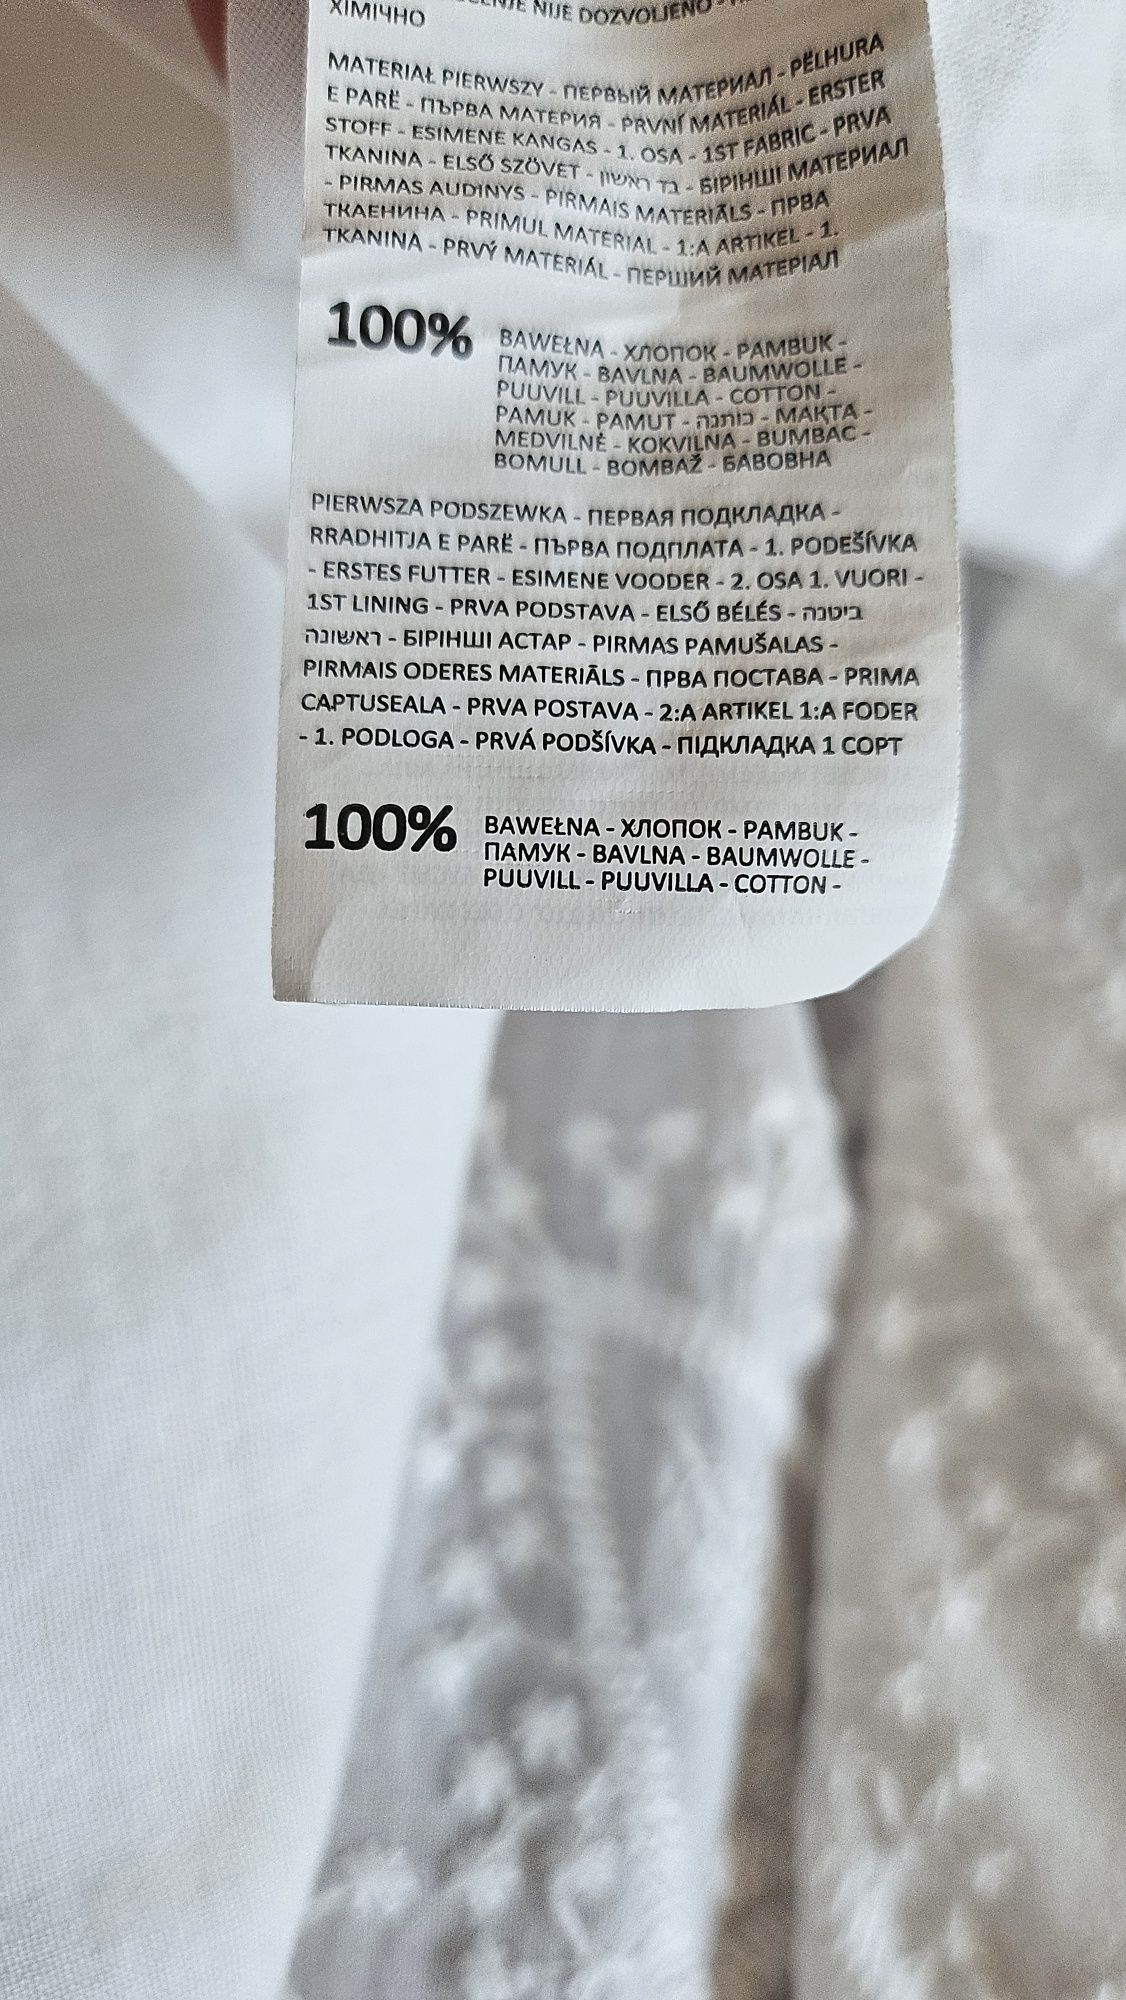 NIJE DOZVOLJENO -
ХІМІЧНО
MATERIAŁ PIERWSZY - ПЕРВЫЙ МАТЕРИАЛ - PËLHURA
E PARË - ПЪРВА МАТЕРИЯ - PRVNÍ MATERIÁL - ERSTER
STOFF - ESIMENE KANGAS - 1. OSA - 1ST FABRIC - PRVA
TKANINA - ELSŐ SZÖVET - בד ראשון - БІРІНШІ МАТЕРИАЛ
- PIRMAS AUDINYS - PIRMAIS MATERIĀLS - ПРВА
ТКАЕНИНА - PRIMUL MATERIAL - 1:A ARTIKEL - 1.
TKANINA - PRVÝ MATERIÁL - ПЕРШИЙ МАТЕРІАЛ
100% BAWEŁNA - ХЛОПОК - PAMBUK -
ПАМУК - BAVLNA - BAUMWOLLE -
PUUVILL - PUUVILLA - COTTON -
PAMUK - PAMUT - כותנה - МАҚТА -
MEDVILNĖ - KOKVILNA - BUMBAC -
BOMULL - BOMBAŽ - БАВОВНА
PIERWSZA PODSZEWKA - ПЕРВАЯ ПОДКЛАДКА -
RRADHITJA E PARË - ПЪРВА ПОДПЛАТА - 1. PODEŠÍVKA
- ERSTES FUTTER - ESIMENE VOODER - 2. OSA 1. VUORI -
1ST LINING - PRVA PODSTAVA - ELSŐ BÉLÉS - ביטנה
ראשונה - БІРІНШІ АСТАР - PIRMAS PAMUŠALAS -
PIRMAIS ODERES MATERIĀLS - ПРВА ПОСТАВА - PRIMA
CAPTUSEALA - PRVA POSTAVA - 2:A ARTIKEL 1:A FODER
- 1. PODLOGA - PRVÁ PODŠÍVKA - ПІДКЛАДКА 1 СОРТ
100% BAWEŁNA - ХЛОПОК - PAMBUK -
ПАМУК - BAVLNA - BAUMWOLLE -
PUUVILL - PUUVILLA - COTTON -